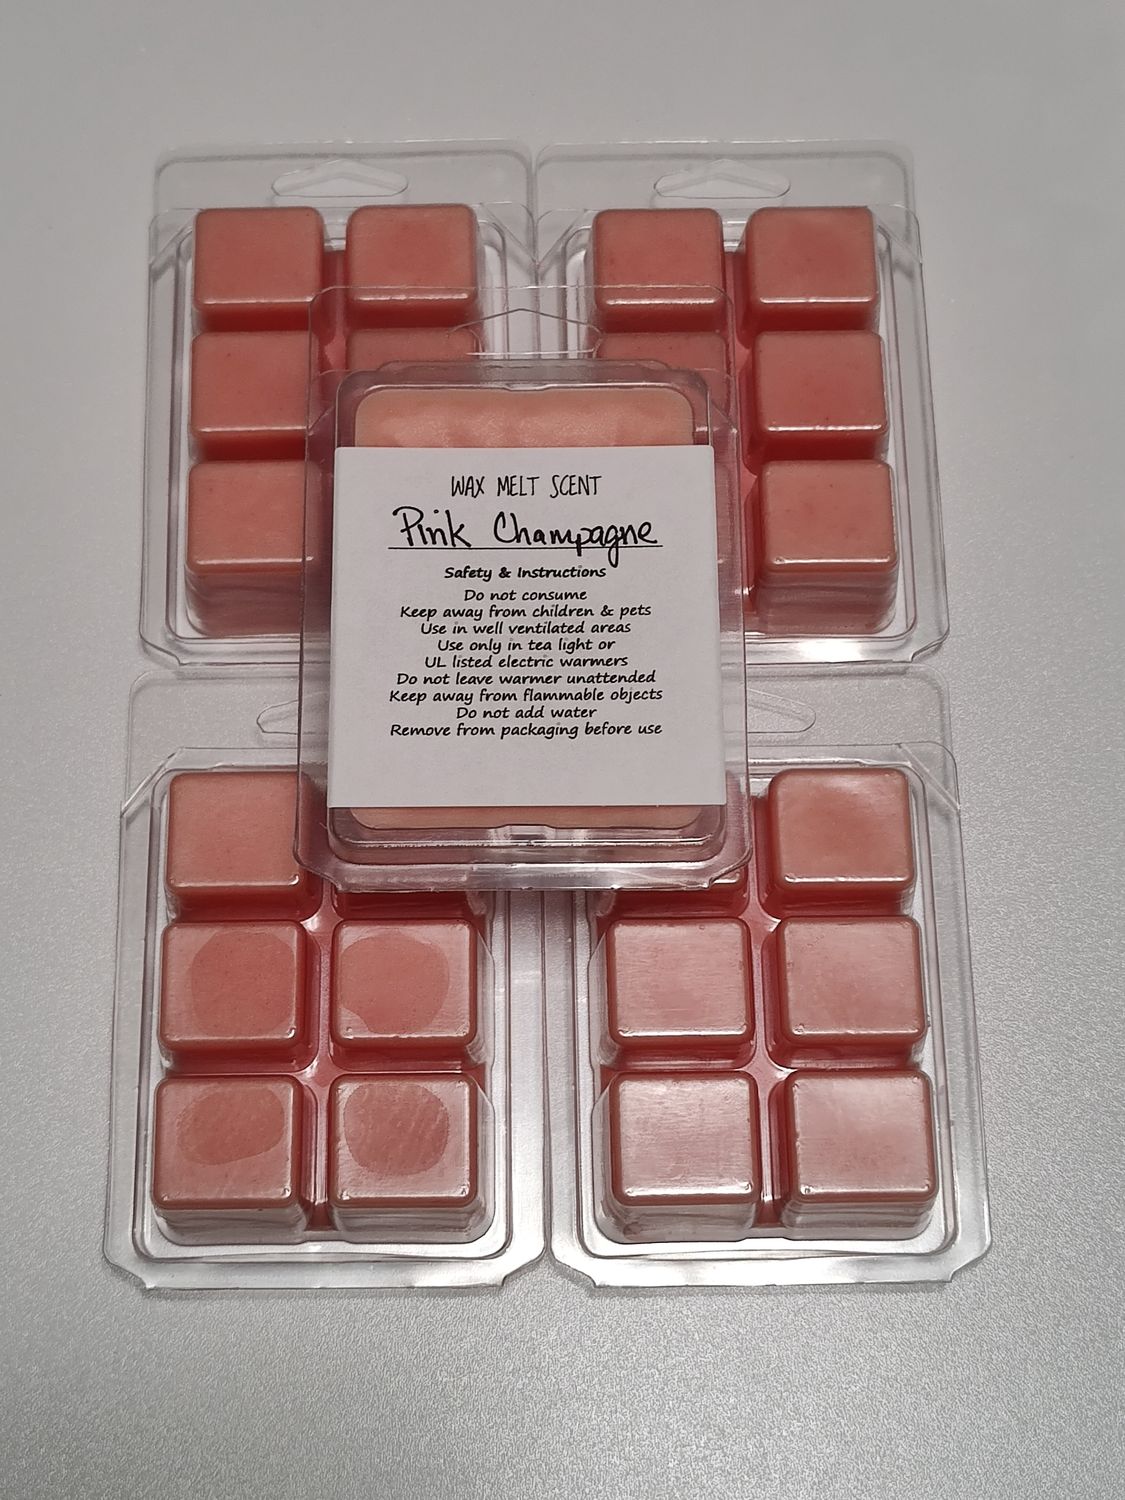 WAX MELT SCENT
Pink Champagne
Safety & Instructions
Do not consume
Keep away from children & pets
Use in well ventilated areas
Use only in tea light or
UL listed electric warmers
Do not leave warmer unattended
Keep away from flammable objects
Do not add water
Remove from packaging before use